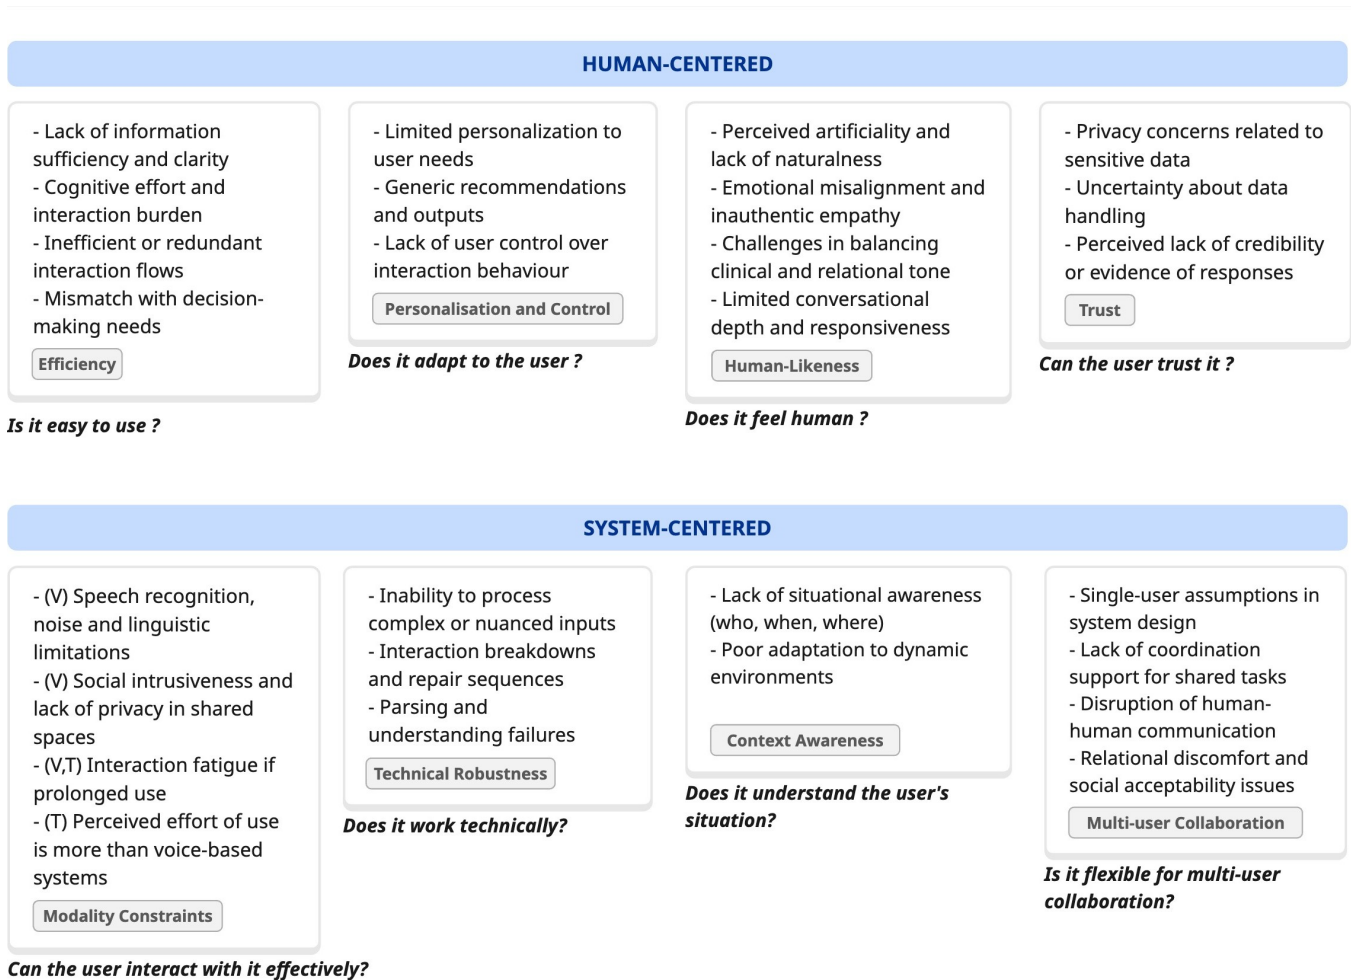 HUMAN-CENTERED
- Lack of information
sufficiency and clarity
- Cognitive effort and
interaction burden
- Inefficient or redundant
interaction flows
- Mismatch with decision-
making needs
Efficiency
Is it easy to use ?
- Limited personalization to
user needs
- Generic recommendations
and outputs
- Lack of user control over
interaction behaviour
Personalisation and Control
Does it adapt to the user ?
- Perceived artificiality and
lack of naturalness
- Emotional misalignment and
inauthentic empathy
- Challenges in balancing
clinical and relational tone
- Limited conversational
depth and responsiveness
Human-Likeness
Does it feel human ?
- Privacy concerns related to
sensitive data
- Uncertainty about data
handling
- Perceived lack of credibility
or evidence of responses
Trust
Can the user trust it ?
SYSTEM-CENTERED
- (V) Speech recognition,
noise and linguistic
limitations
- (V) Social intrusiveness and
lack of privacy in shared
spaces
- (V,T) Interaction fatigue if
prolonged use
- (T) Perceived effort of use
is more than voice-based
systems
Modality Constraints
Can the user interact with it effectively?
- Inability to process
complex or nuanced inputs
- Interaction breakdowns
and repair sequences
- Parsing and
understanding failures
Technical Robustness
Does it work technically?
- Lack of situational awareness
(who, when, where)
- Poor adaptation to dynamic
environments
Context Awareness
Does it understand the user's
situation?
- Single-user assumptions in
system design
- Lack of coordination
support for shared tasks
- Disruption of human-
human communication
- Relational discomfort and
social acceptability issues
Multi-user Collaboration
Is it flexible for multi-user
collaboration?